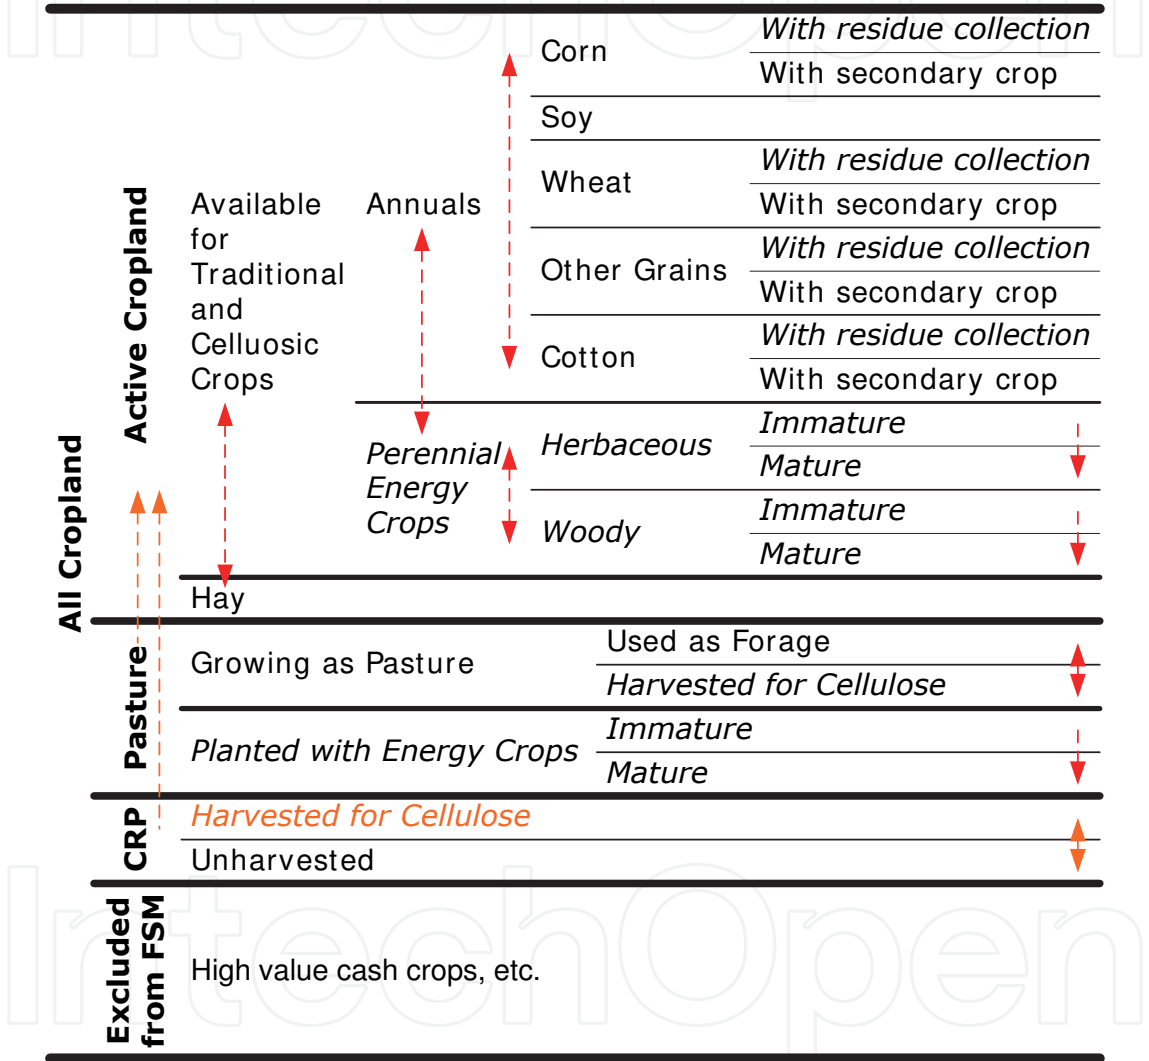 IntechOpen
All Cropland
Active Cropland
Available
for
Traditional
and
Celluosic
Crops
Annuals
Corn
With residue collection
With secondary crop
Soy
Wheat
With residue collection
With secondary crop
Other Grains
With residue collection
With secondary crop
Cotton
With residue collection
With secondary crop
Perennial
Energy
Crops
Herbaceous
Immature
Mature
Woody
Immature
Mature
Hay
Pasture
Growing as Pasture
Used as Forage
Harvested for Cellulose
Planted with Energy Crops
Immature
Mature
CRP
Harvested for Cellulose
Unharvested
Excluded
from FSM
High value cash crops, etc.
IntechOpen